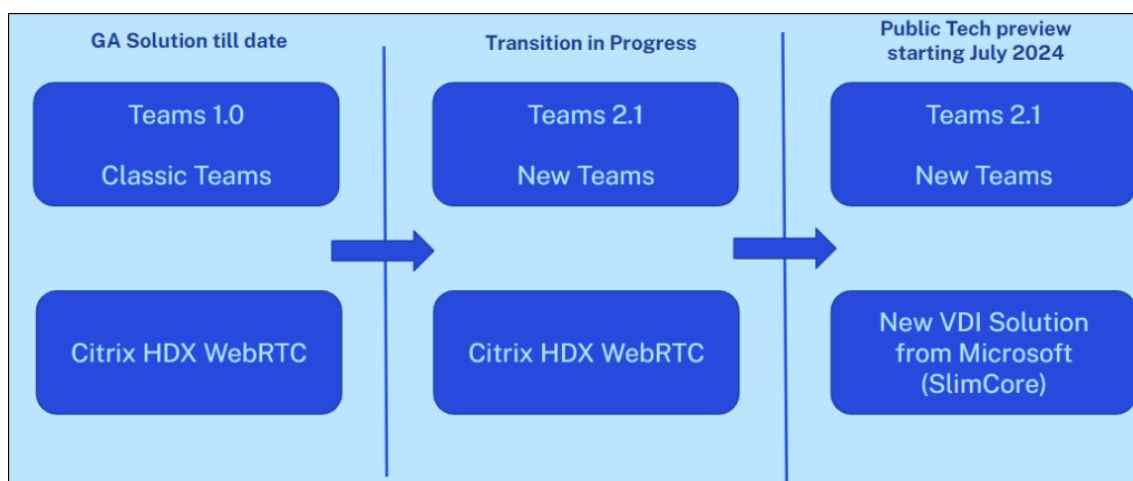 GA Solution till date
Teams 1.0
Classic Teams
Citrix HDX WebRTC
Transition in Progress
Teams 2.1
New Teams
Citrix HDX WebRTC
Public Tech preview
starting July 2024
Teams 2.1
New Teams
New VDI Solution
from Microsoft
(SlimCore)